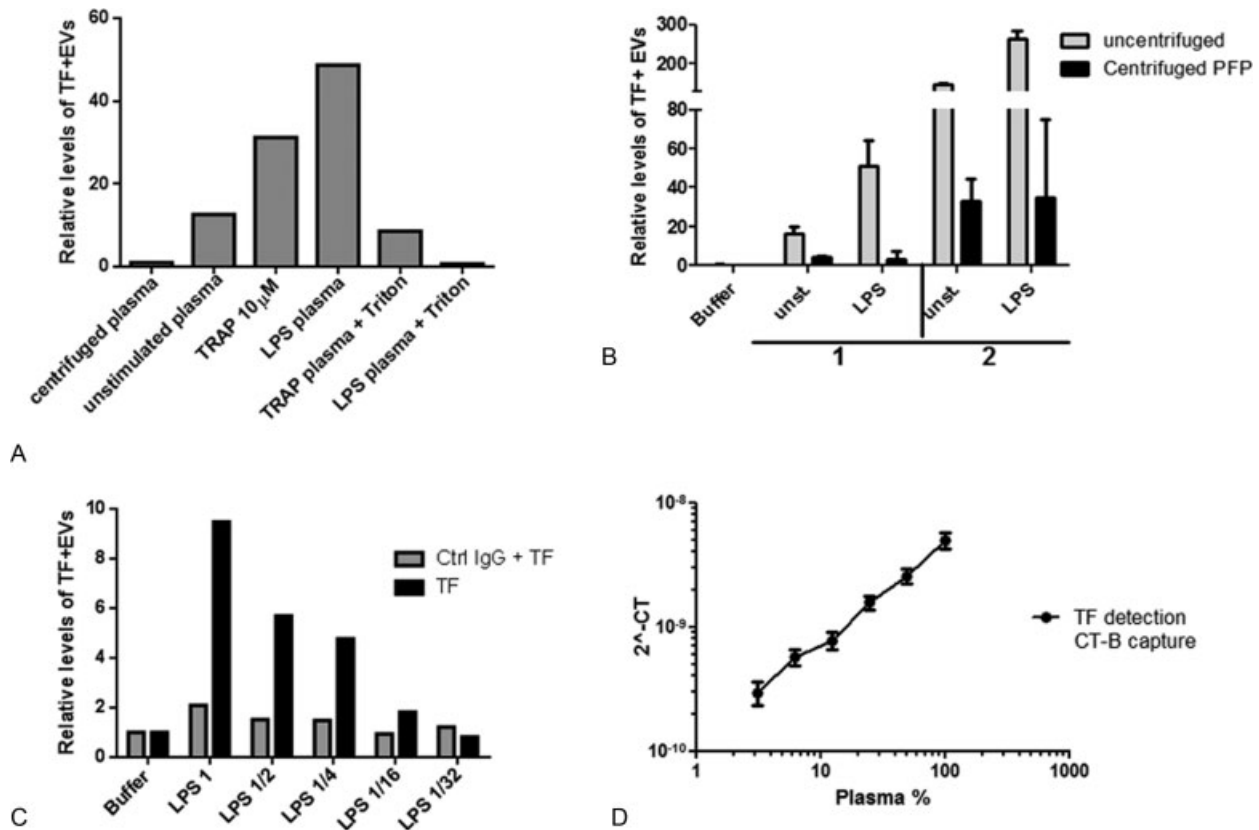 60
40
20
0
Relative levels of TF+EVs
centrifuged plasma
unstimulated plasma
TRAP 10μM
LPS plasma
TRAP plasma + Triton
LPS plasma + Triton
A
300
200
100
80
60
40
20
0
Relative levels of TF+ EVs
uncentrifuged
Centrifuged PFP
Buffer
unst.
LPS
unst.
LPS
1
2
B
10
8
6
4
2
0
Relative levels of TF+EVs
Ctrl IgG + TF
TF
Buffer
LPS 1
LPS 1/2
LPS 1/4
LPS 1/16
LPS 1/32
C
10-8
10-9
10-10
2^-CT
TF detection
CT-B capture
1
10
100
1000
Plasma %
D